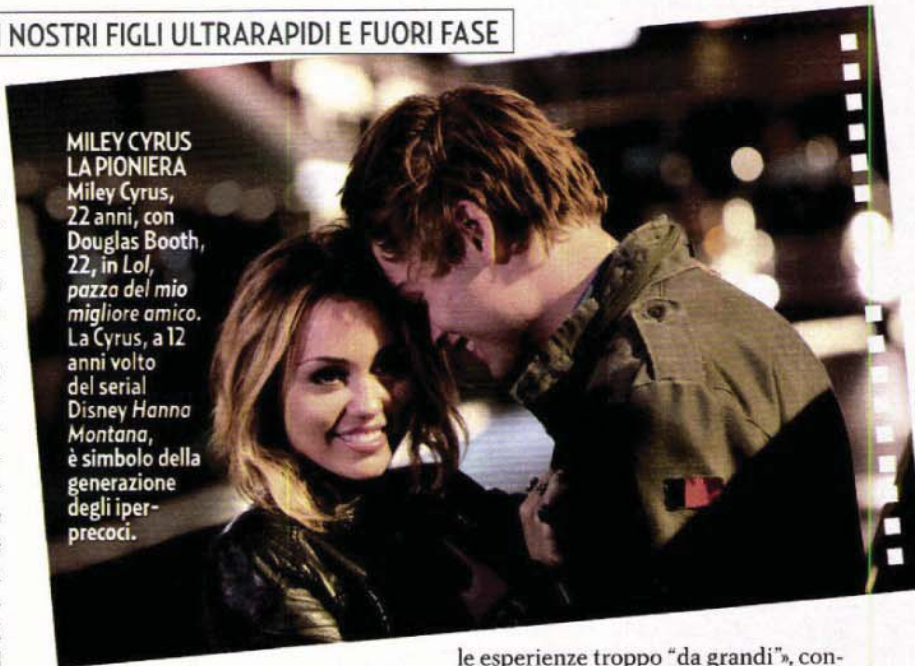 NOSTRI FIGLI ULTRARAPIDI E FUORI FASE
MILEY CYRUS
LA PIONIERA
Miley Cyrus,
22 anni, con
Douglas Booth,
22, in Lol,
pazza del mio
migliore amico.
La Cyrus, a 12
anni volto
del serial
Disney Hanna
Montana,
è simbolo della
generazione
degli iper-
precoci.
le esperienze troppo "da grandi"», con-